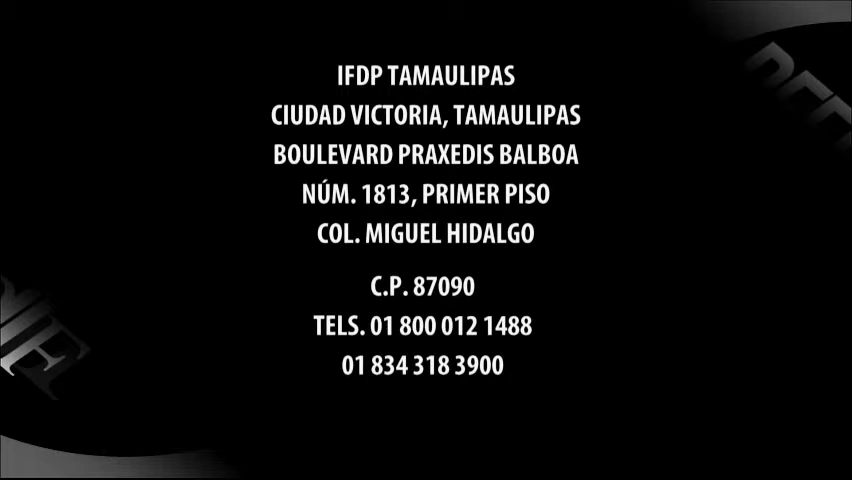 IFDP TAMAULIPAS
CIUDAD VICTORIA, TAMAULIPAS
BOULEVARD PRAXEDIS BALBOA
NÚM. 1813, PRIMER PISO
COL. MIGUEL HIDALGO
C.P. 87090
TELS. 01 800 012 1488
01 834 318 3900